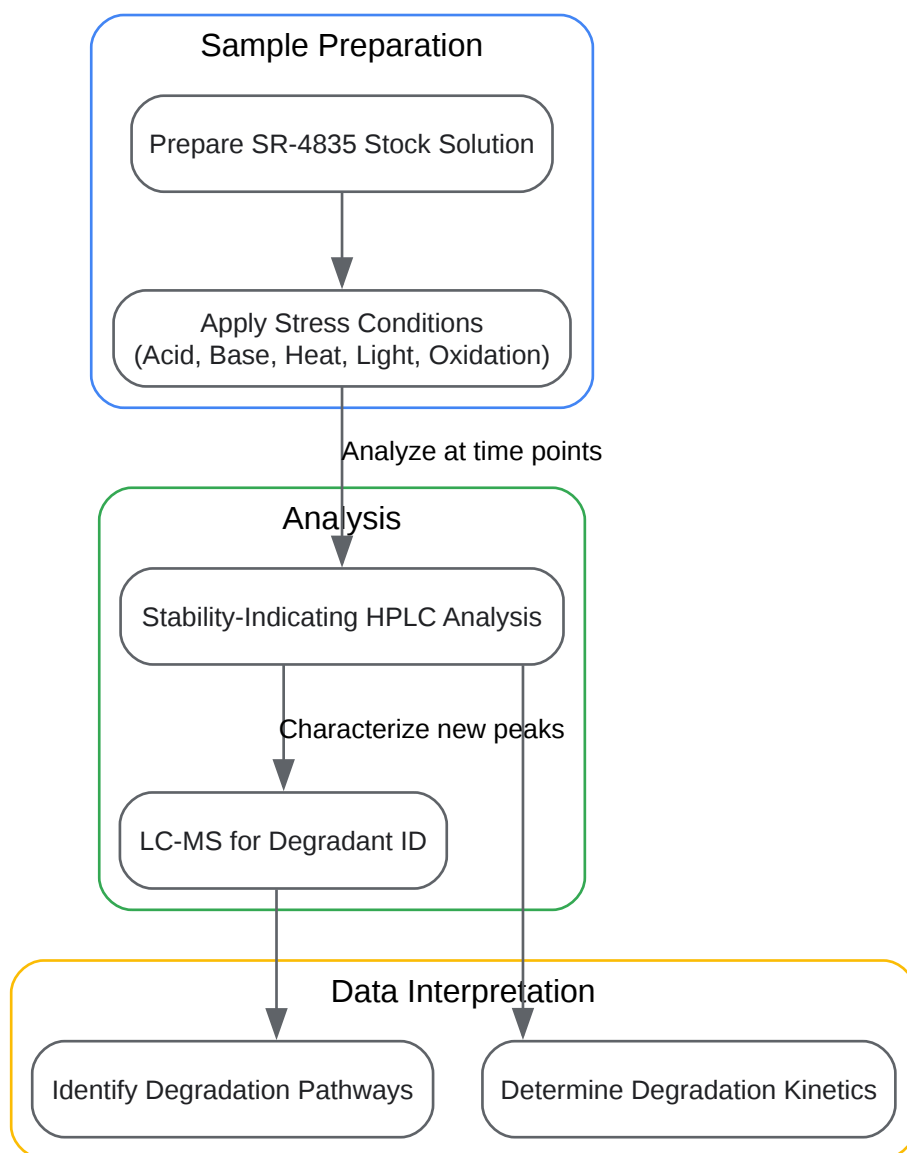 Sample Preparation
Prepare SR-4835 Stock Solution
Apply Stress Conditions
(Acid, Base, Heat, Light, Oxidation)
Analyze at time points
Analysis
Stability-Indicating HPLC Analysis
Characterize new peaks
LC-MS for Degradant ID
Data Interpretation
Identify Degradation Pathways
Determine Degradation Kinetics